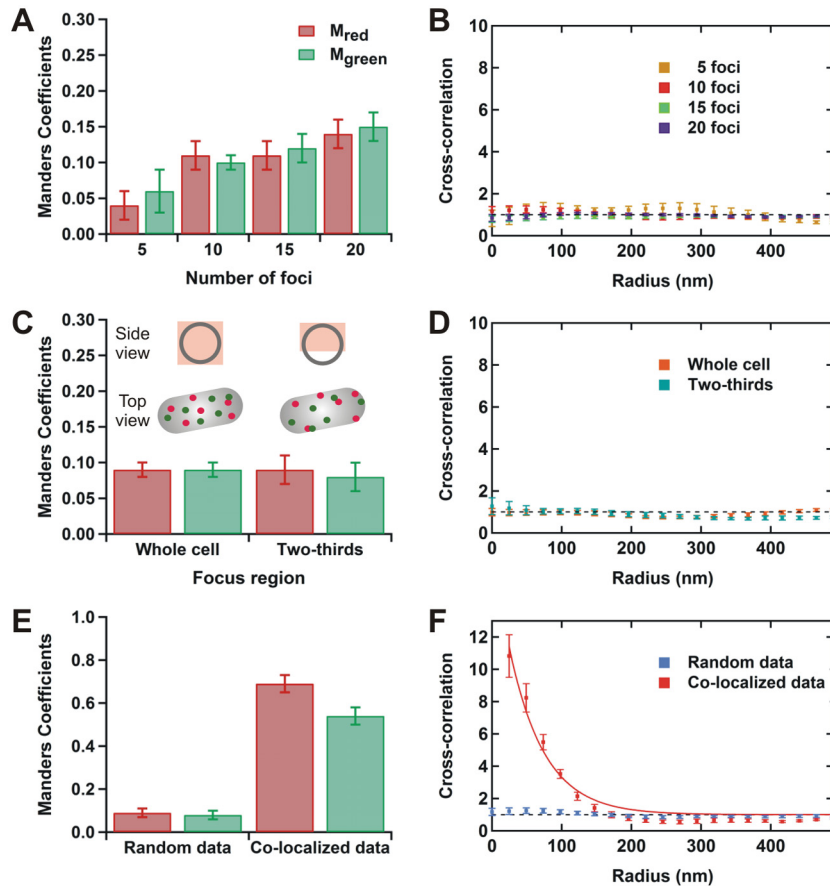 A
Manders Coefficients
0.30
0.25
0.20
0.15
0.10
0.05
0.00
M_red
M_green
5
10
15
20
Number of foci
B
Cross-correlation
10
8
6
4
2
0
5 foci
10 foci
15 foci
20 foci
0
100
200
300
400
Radius (nm)
C
Manders Coefficients
0.30
0.25
0.20
0.15
0.10
0.05
0.00
Side
view
Top
view
Whole cell
Two-thirds
Focus region
D
Cross-correlation
10
8
6
4
2
0
Whole cell
Two-thirds
0
100
200
300
400
Radius (nm)
E
Manders Coefficients
1.0
0.8
0.6
0.4
0.2
0.0
Random data
Co-localized data
F
Cross-correlation
12
10
8
6
4
2
0
Random data
Co-localized data
0
100
200
300
400
Radius (nm)